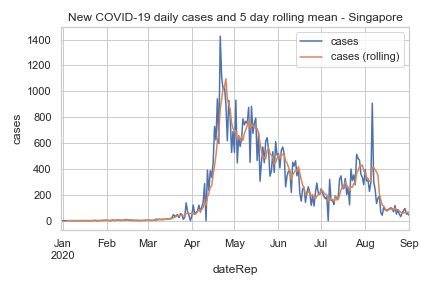 New COVID-19 daily cases and 5 day rolling mean - Singapore
cases
cases (rolling)
cases
1400
1200
1000
800
600
400
200
0
Jan Feb Mar Apr May Jun Jul Aug Sep
2020
dateRep